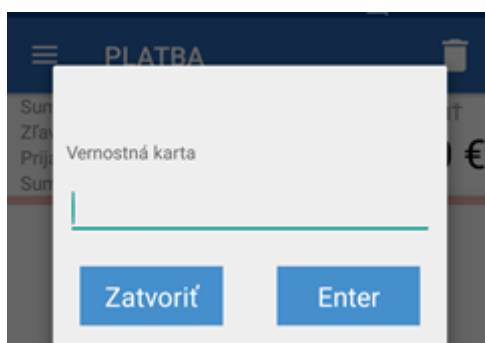 PLATBA
Vernostná karta
€
Zatvoriť
Enter